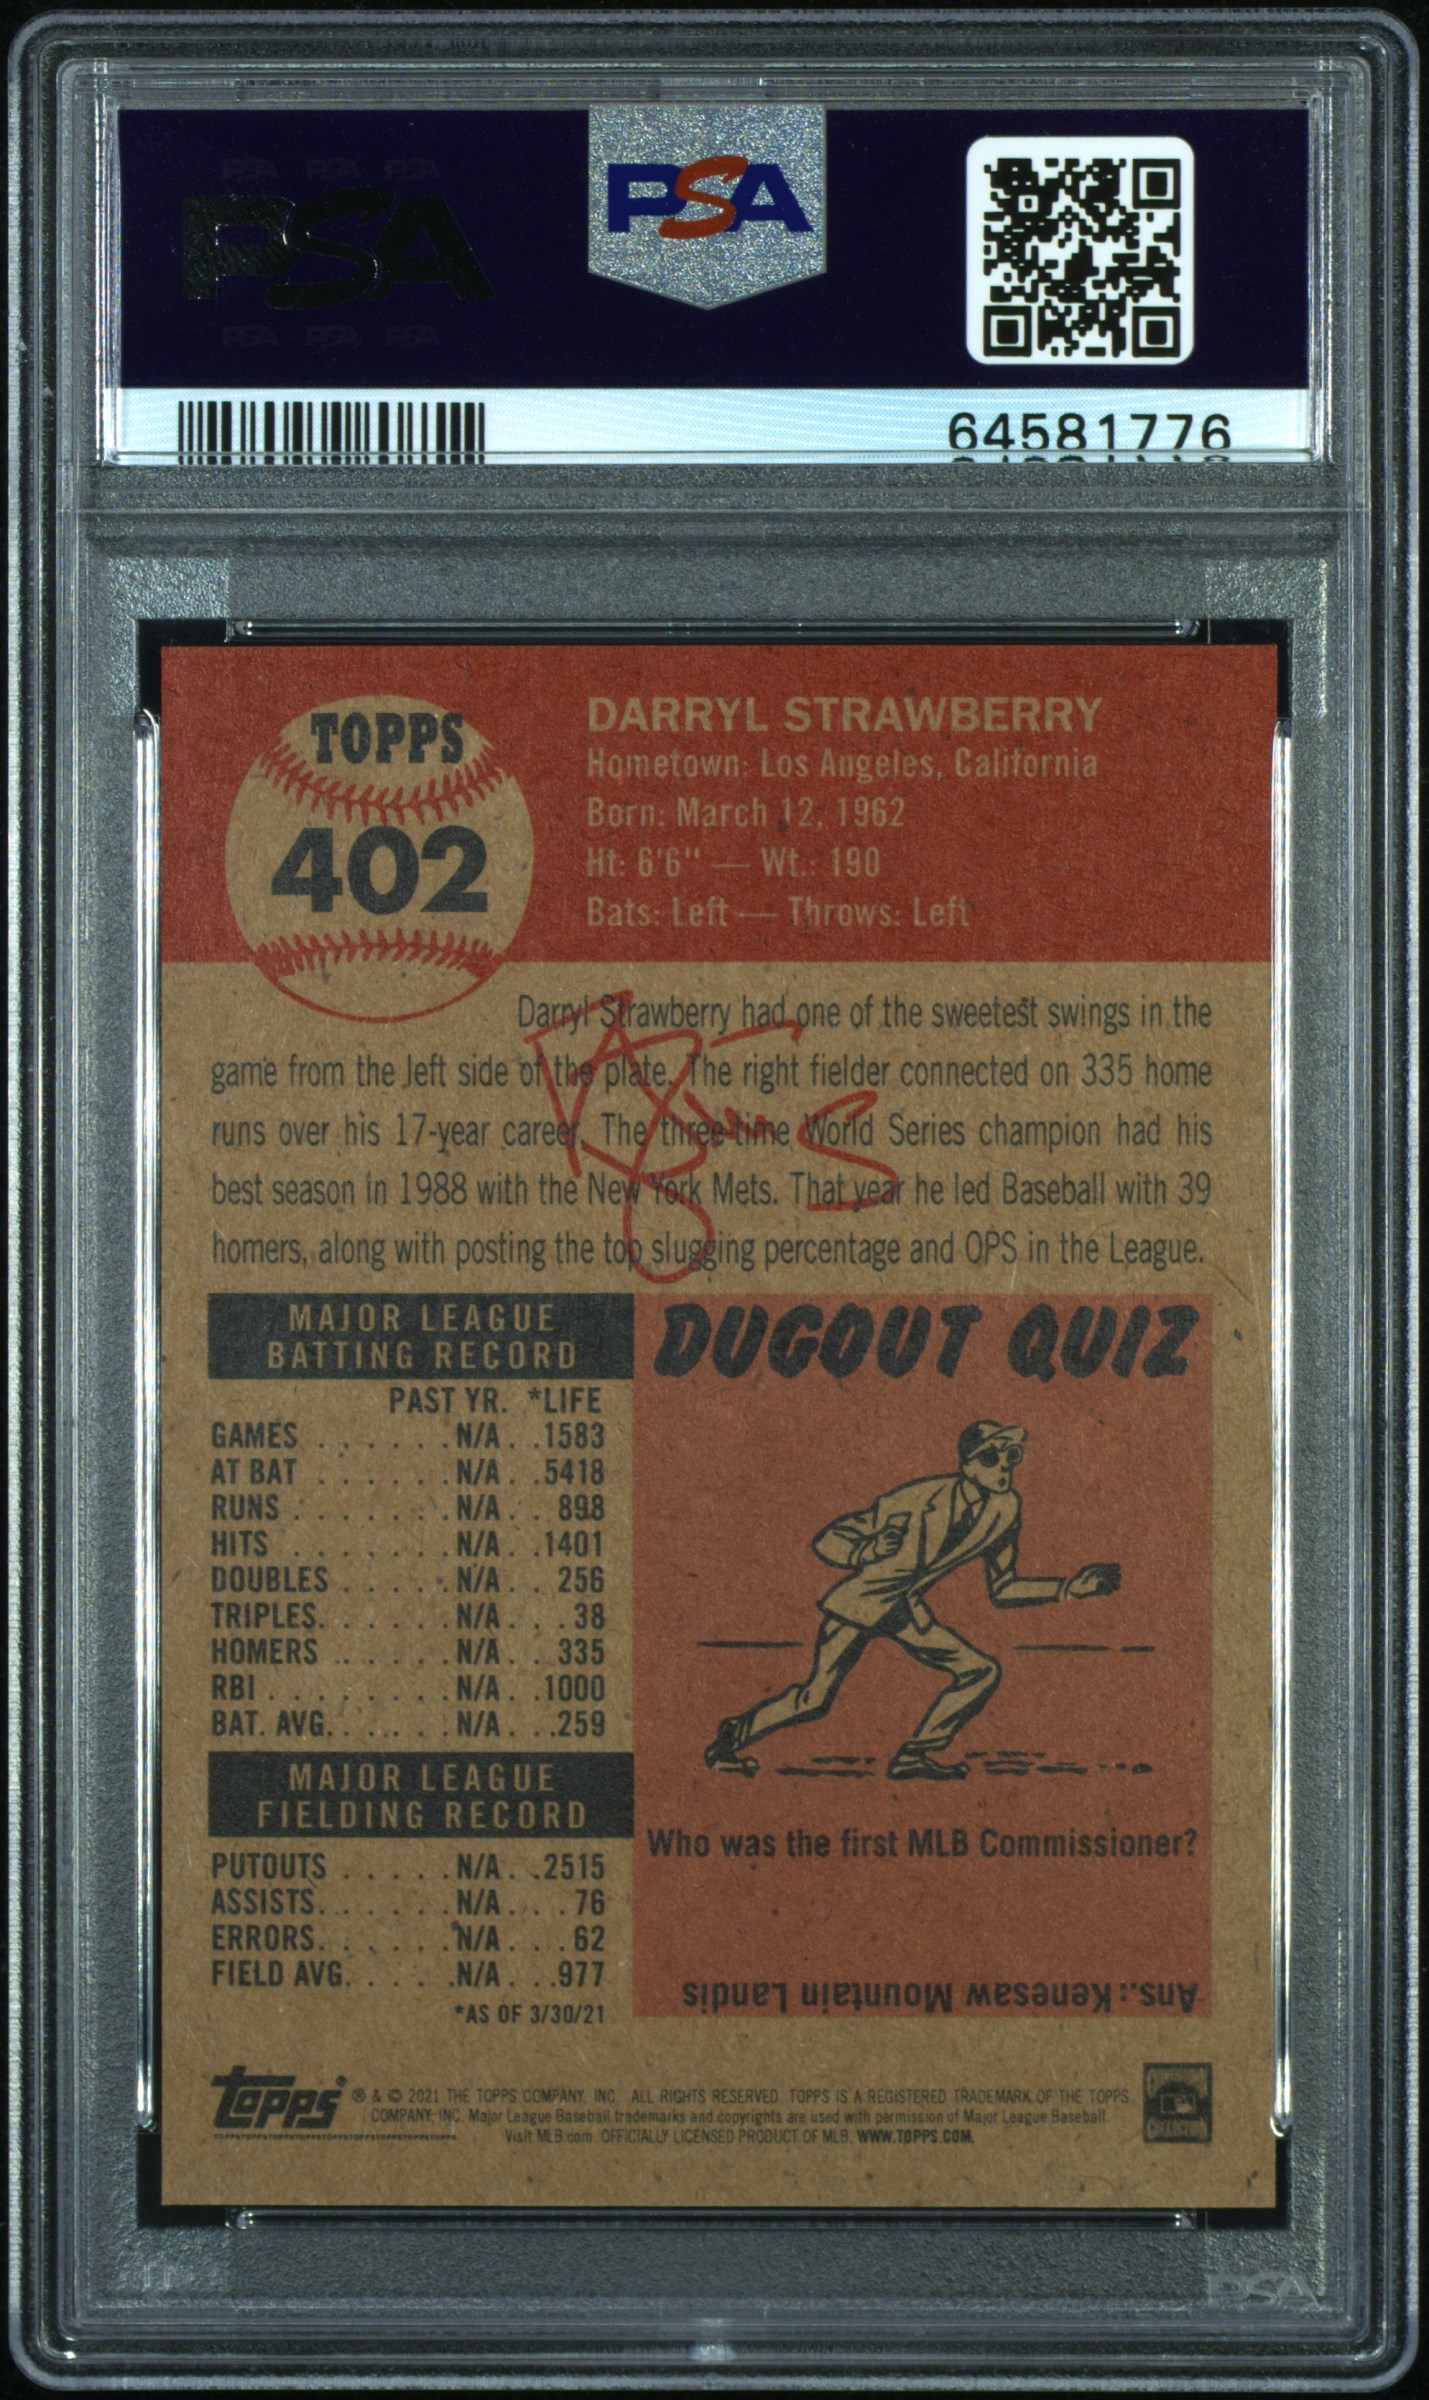 PSA PSA PSA
PSA
PSA PSA PSA
PSA
64581776
TOPPS
402
DARRYL STRAWBERRY
Hometown: Los Angeles, California
Born: March 12, 1962
Ht: 6'6" — Wt.: 190
Bats: Left — Throws: Left
Darryl Strawberry had one of the sweetest swings in the
game from the left side of the plate. The right fielder connected on 335 home
runs over his 17-year career. The three-time World Series champion had his
best season in 1988 with the New York Mets. That year he led Baseball with 39
homers, along with posting the top slugging percentage and OPS in the League.
MAJOR LEAGUE
BATTING RECORD
PAST YR. *LIFE
GAMES . . . . . . N/A . . 1583
AT BAT . . . . . . N/A . . 5418
RUNS . . . . . . . N/A . . 898
HITS . . . . . . . N/A . . 1401
DOUBLES . . . . . N/A . . 256
TRIPLES . . . . . . N/A . . . 38
HOMERS . . . . . N/A . . . 335
RBI . . . . . . . . N/A . . 1000
BAT. AVG. . . . . . N/A . . .259
MAJOR LEAGUE
FIELDING RECORD
PUTOUTS . . . . . N/A . . 2515
ASSISTS . . . . . . N/A . . . . 76
ERRORS . . . . . . N/A . . . . 62
FIELD AVG. . . . . N/A . . .977
*AS OF 3/30/21
DUGOUT QUIZ
Who was the first MLB Commissioner?
Ans.: Kenesaw Mountain Landis
topps ® & © 2021 THE TOPPS COMPANY, INC. ALL RIGHTS RESERVED. TOPPS IS A REGISTERED TRADEMARK OF THE TOPPS
COMPANY, INC. Major League Baseball trademarks and copyrights are used with permission of Major League Baseball.
Visit MLB.com. OFFICIALLY LICENSED PRODUCT OF MLB. WWW.TOPPS.COM.
PSA